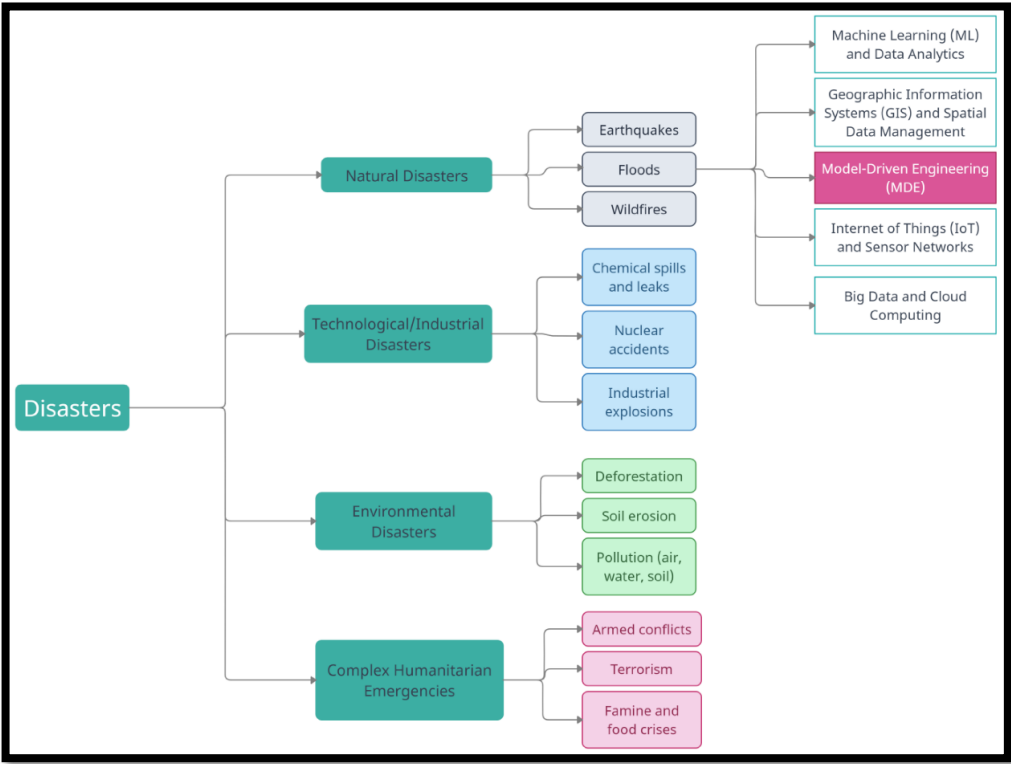 Disasters
Natural Disasters
Earthquakes
Floods
Wildfires
Machine Learning (ML)
and Data Analytics
Geographic Information
Systems (GIS) and Spatial
Data Management
Model-Driven Engineering
(MDE)
Internet of Things (IoT)
and Sensor Networks
Big Data and Cloud
Computing
Technological/Industrial
Disasters
Chemical spills
and leaks
Nuclear
accidents
Industrial
explosions
Environmental
Disasters
Deforestation
Soil erosion
Pollution (air,
water, soil)
Complex Humanitarian
Emergencies
Armed conflicts
Terrorism
Famine and
food crises